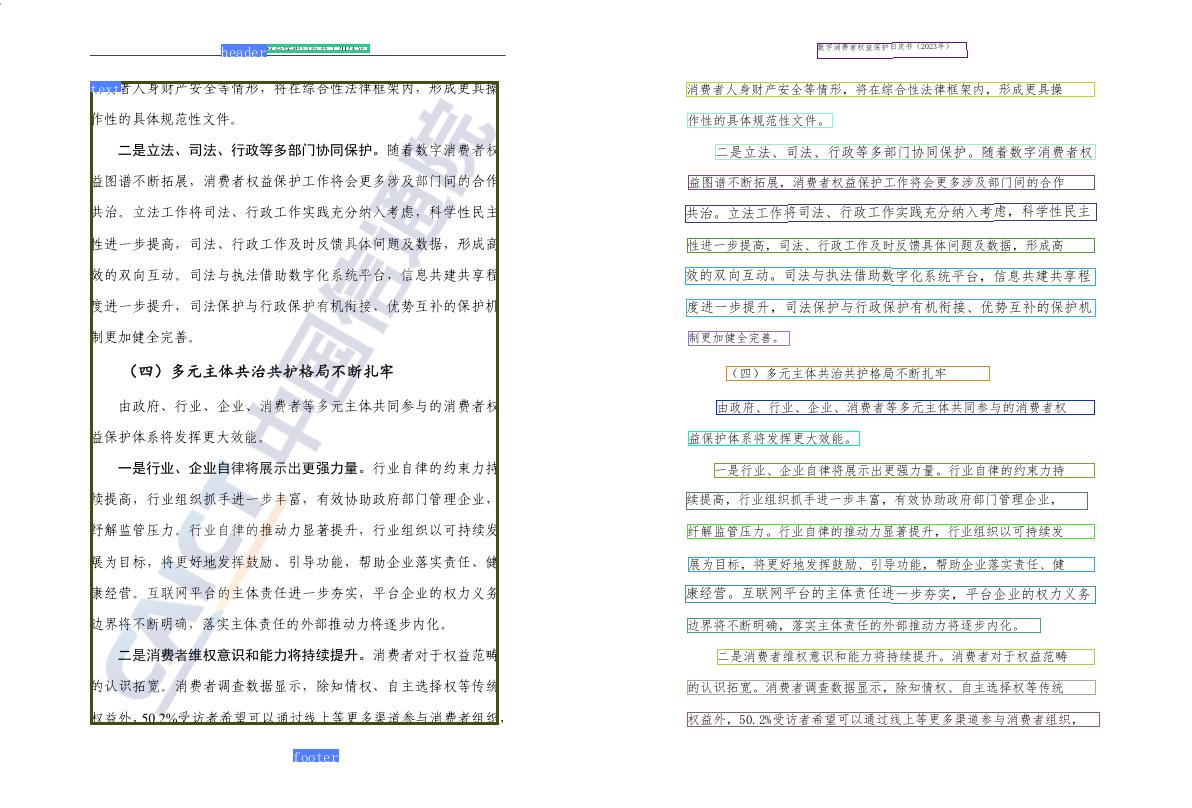 header
text
消费者人身财产安全等情形，将在综合性法律框架内，形成更具操
作性的具体规范性文件。
二是立法、司法、行政等多部门协同保护。随着数字消费者权
益图谱不断拓展，消费者权益保护工作将会更多涉及部门间的合作
共治。立法工作将司法、行政工作实践充分纳入考虑，科学性民主
性进一步提高，司法、行政工作及时反馈具体问题及数据，形成高
效的双向互动。司法与执法借助数字化系统平台，信息共建共享程
度进一步提升，司法保护与行政保护有机衔接、优势互补的保护机
制更加健全完善。
（四）多元主体共治共护格局不断扎牢
由政府、行业、企业、消费者等多元主体共同参与的消费者权
益保护体系将发挥更大效能。
一是行业、企业自律将展示出更强力量。行业自律的约束力持
续提高，行业组织抓手进一步丰富，有效协助政府部门管理企业，
纾解监管压力。行业自律的推动力显著提升，行业组织以可持续发
展为目标，将更好地发挥鼓励、引导功能，帮助企业落实责任、健
康经营。互联网平台的主体责任进一步夯实，平台企业的权力义务
边界将不断明确，落实主体责任的外部推动力将逐步内化。
二是消费者维权意识和能力将持续提升。消费者对于权益范畴
的认识拓宽。消费者调查数据显示，除知情权、自主选择权等传统
权益外，50.2%受访者希望可以通过线上等更多渠道参与消费者组织，
CAICT 中国信通院
footer
数字消费者权益保护白皮书（2023年）
消费者人身财产安全等情形，将在综合性法律框架内，形成更具操
作性的具体规范性文件。
二是立法、司法、行政等多部门协同保护。随着数字消费者权
益图谱不断拓展，消费者权益保护工作将会更多涉及部门间的合作
共治。立法工作将司法、行政工作实践充分纳入考虑，科学性民主
性进一步提高，司法、行政工作及时反馈具体问题及数据，形成高
效的双向互动。司法与执法借助数字化系统平台，信息共建共享程
度进一步提升，司法保护与行政保护有机衔接、优势互补的保护机
制更加健全完善。
（四）多元主体共治共护格局不断扎牢
由政府、行业、企业、消费者等多元主体共同参与的消费者权
益保护体系将发挥更大效能。
一是行业、企业自律将展示出更强力量。行业自律的约束力持
续提高，行业组织抓手进一步丰富，有效协助政府部门管理企业，
纾解监管压力。行业自律的推动力显著提升，行业组织以可持续发
展为目标，将更好地发挥鼓励、引导功能，帮助企业落实责任、健
康经营。互联网平台的主体责任进一步夯实，平台企业的权力义务
边界将不断明确，落实主体责任的外部推动力将逐步内化。
二是消费者维权意识和能力将持续提升。消费者对于权益范畴
的认识拓宽。消费者调查数据显示，除知情权、自主选择权等传统
权益外，50.2%受访者希望可以通过线上等更多渠道参与消费者组织，